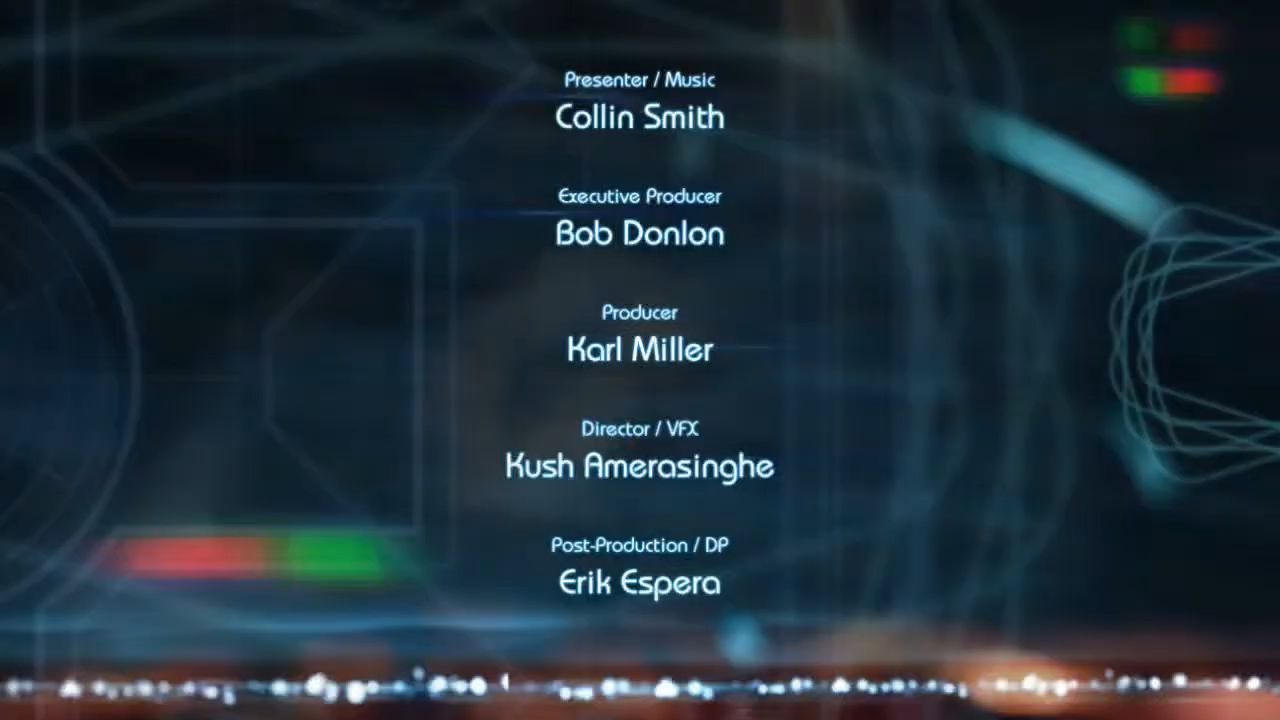 Presenter / Music
Collin Smith
Executive Producer
Bob Donlon
Producer
Karl Miller
Director / VFX
Kush Amerasinghe
Post-Production / DP
Erik Espera